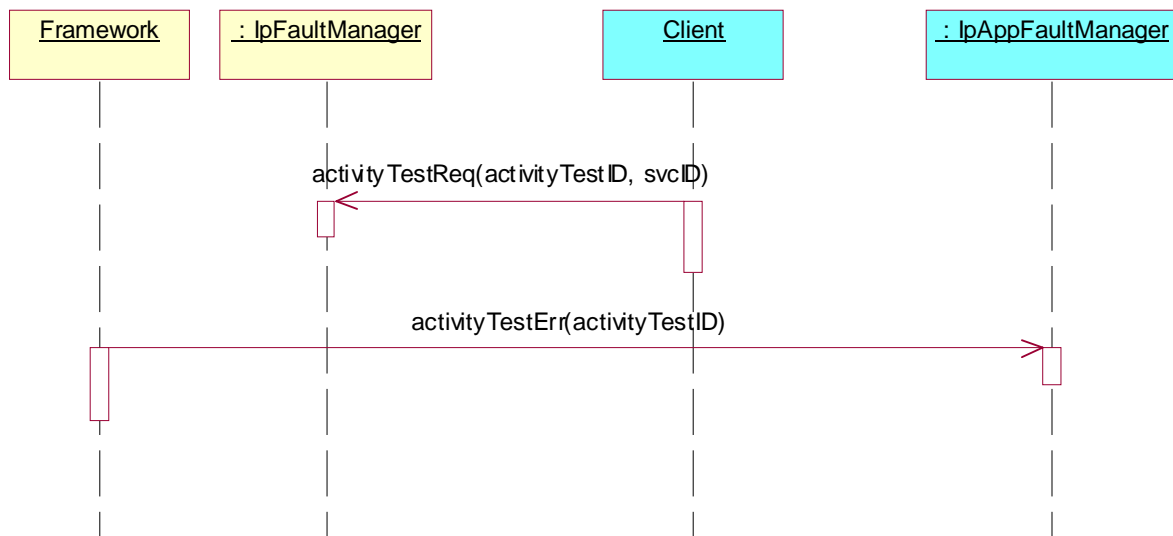 Framework
: IpFaultManager
Client
: IpAppFaultManager
activityTestReq(activityTestID, svcID)
activityTestErr(activityTestID)